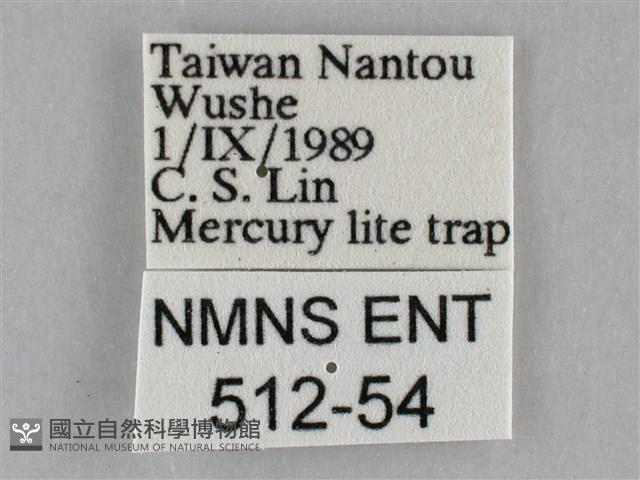 Taiwan Nantou
Wushe
1/IX/1989
C. S. Lin
Mercury lite trap
NMNS ENT
512-54
國立自然科學博物館
NATIONAL MUSEUM OF NATURAL SCIENCE